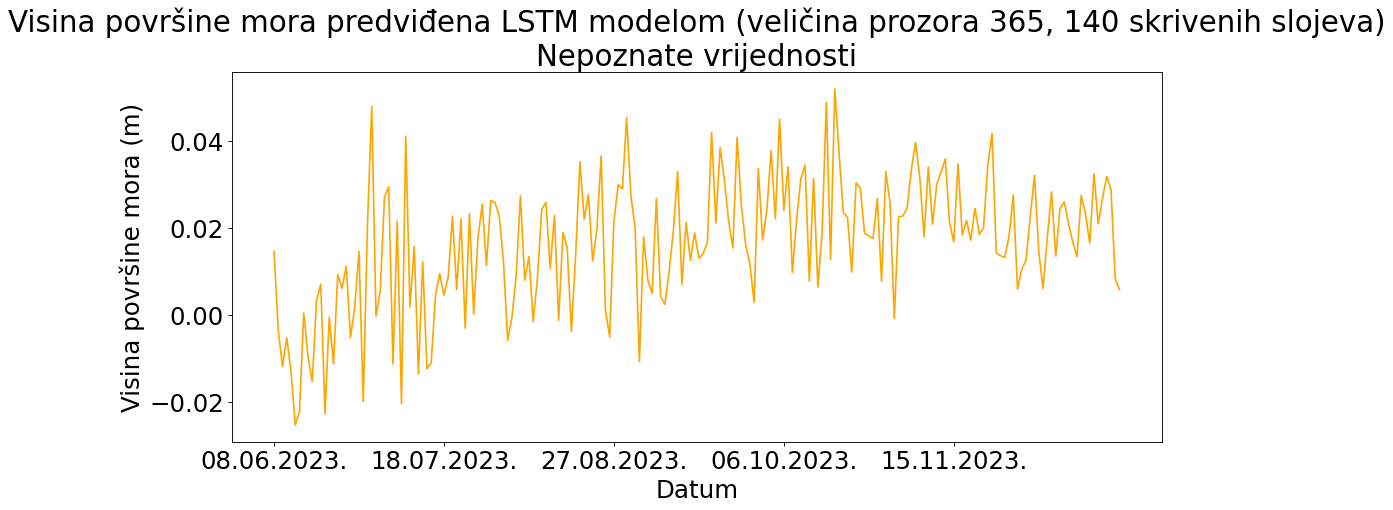 Visina površine mora predviđena LSTM modelom (veličina prozora 365, 140 skrivenih slojeva)
Nepoznate vrijednosti
Visina površine mora (m)
0.04
0.02
0.00
−0.02
08.06.2023. 18.07.2023. 27.08.2023. 06.10.2023. 15.11.2023.
Datum